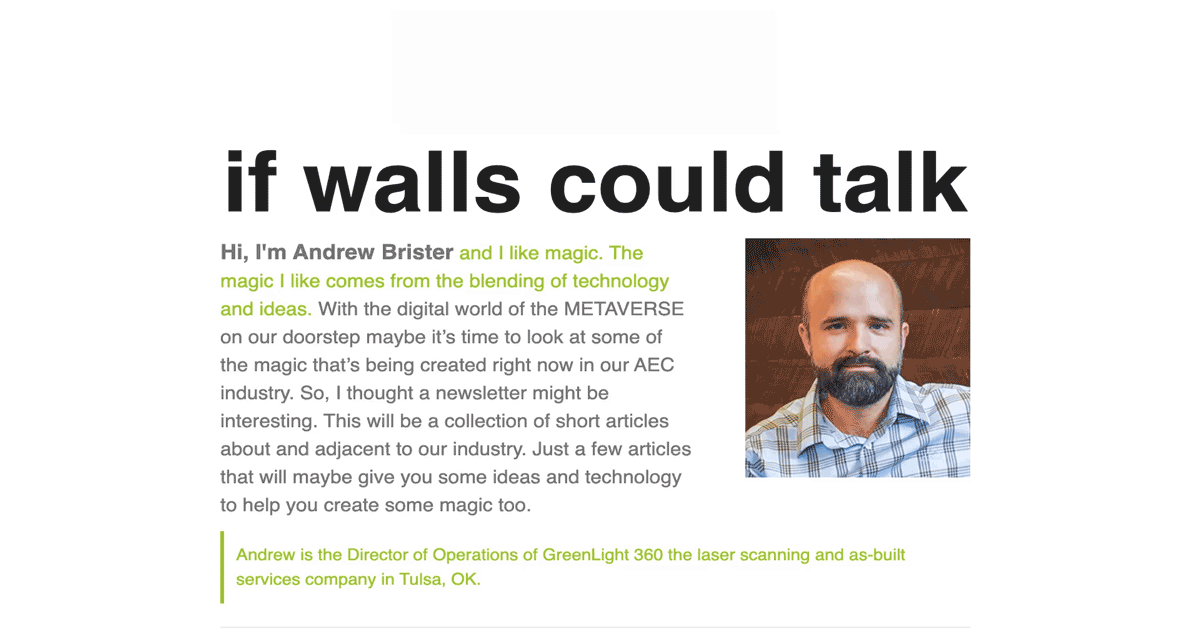 if walls could talk
Hi, I'm Andrew Brister and I like magic. The
magic I like comes from the blending of technology
and ideas. With the digital world of the METAVERSE
on our doorstep maybe it’s time to look at some of
the magic that’s being created right now in our AEC
industry. So, I thought a newsletter might be
interesting. This will be a collection of short articles
about and adjacent to our industry. Just a few articles
that will maybe give you some ideas and technology
to help you create some magic too.
Andrew is the Director of Operations of GreenLight 360 the laser scanning and as-built
services company in Tulsa, OK.